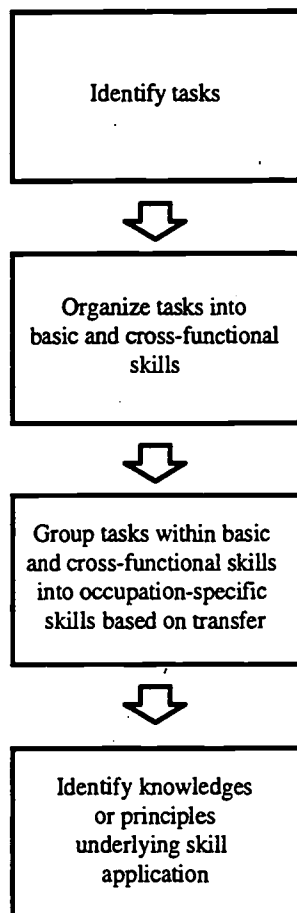 Identify tasks
Organize tasks into
basic and cross-functional
skills
Group tasks within basic
and cross-functional skills
into occupation-specific
skills based on transfer
Identify knowledges
or principles
underlying skill
application